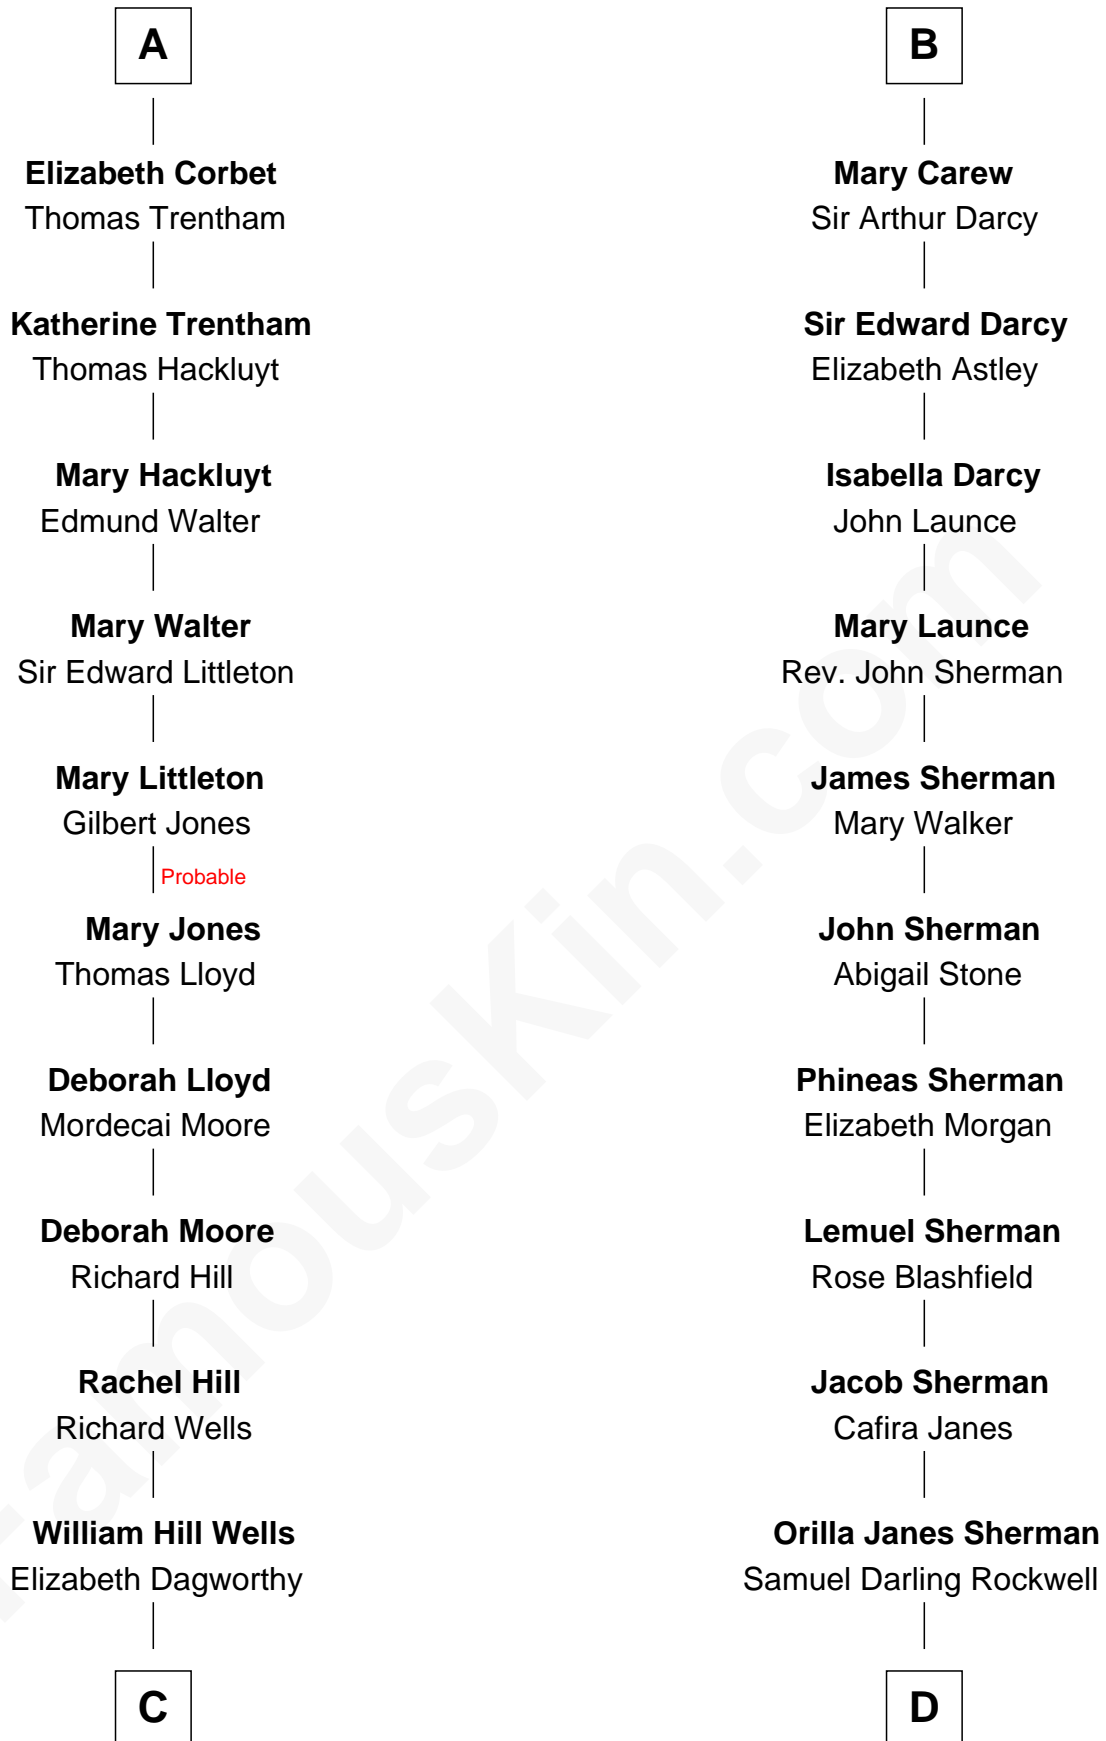 A
Elizabeth Corbet
Thomas Trentham
Katherine Trentham
Thomas Hackluyt
Mary Hackluyt
Edmund Walter
Mary Walter
Sir Edward Littleton
Mary Littleton
Gilbert Jones
Probable
Mary Jones
Thomas Lloyd
Deborah Lloyd
Mordecai Moore
Deborah Moore
Richard Hill
Rachel Hill
Richard Wells
William Hill Wells
Elizabeth Dagworthy
C
B
Mary Carew
Sir Arthur Darcy
Sir Edward Darcy
Elizabeth Astley
Isabella Darcy
John Launce
Mary Launce
Rev. John Sherman
James Sherman
Mary Walker
John Sherman
Abigail Stone
Phineas Sherman
Elizabeth Morgan
Lemuel Sherman
Rose Blashfield
Jacob Sherman
Cafira Janes
Orilla Janes Sherman
Samuel Darling Rockwell
D
FamousKin.com